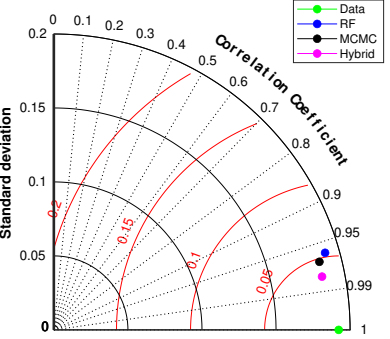 Data
RF
MCMC
Hybrid
0 0.1 0.2 0.3 0.4 0.5 0.6 0.7 0.8 0.9 0.95 0.99 1
Correlation Coefficient
Standard deviation
0.2
0.15
0.1
0.05
0
0.2
0.15
0.1
0.05